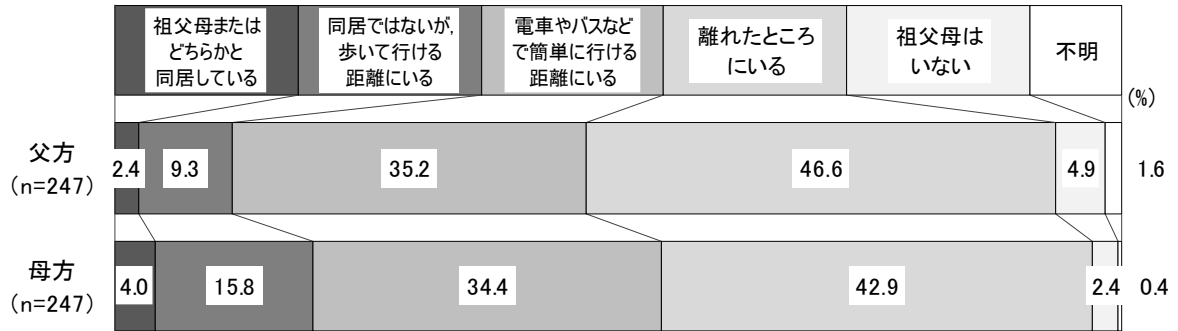 祖父母または
どちらかと
同居している
同居ではないが,
歩いて行ける
距離にいる
電車やバスなど
で簡単に行ける
距離にいる
離れたところ
にいる
祖父母は
いない
不明
(%)
父方
(n=247)
2.4 9.3 35.2 46.6 4.9 1.6
母方
(n=247)
4.0 15.8 34.4 42.9 2.4 0.4